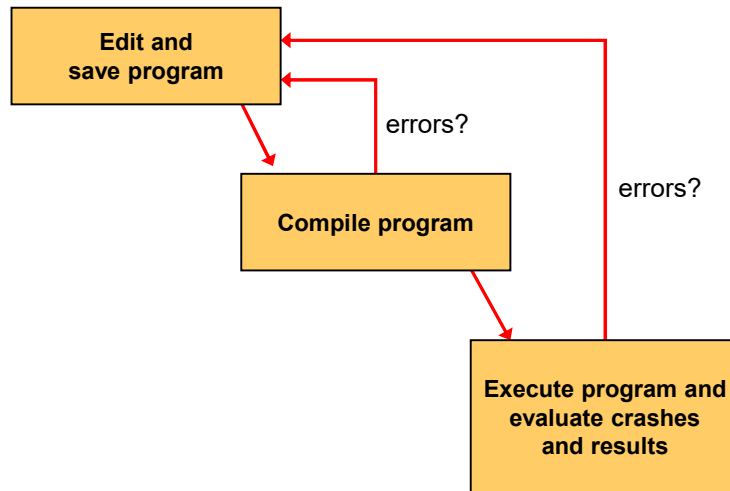 Edit and
save program
errors?
Compile program
errors?
Execute program and
evaluate crashes
and results